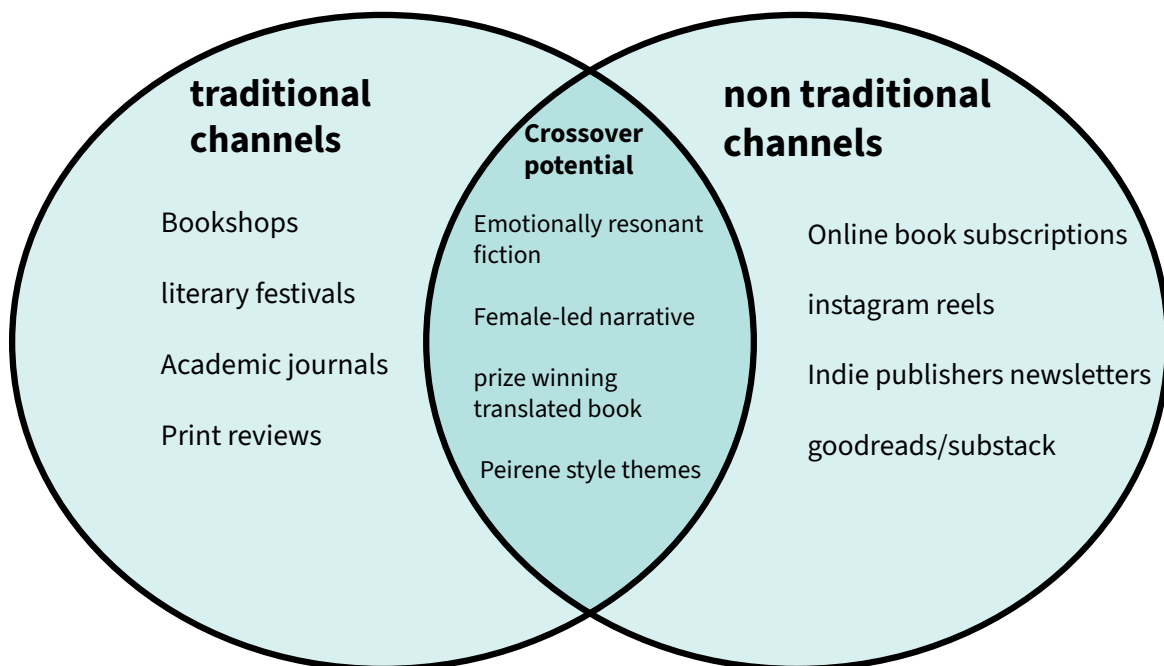 traditional
channels
Bookshops
literary festivals
Academic journals
Print reviews
Crossover
potential
Emotionally resonant
fiction
Female-led narrative
prize winning
translated book
Peirene style themes
non traditional
channels
Online book subscriptions
instagram reels
Indie publishers newsletters
goodreads/substack